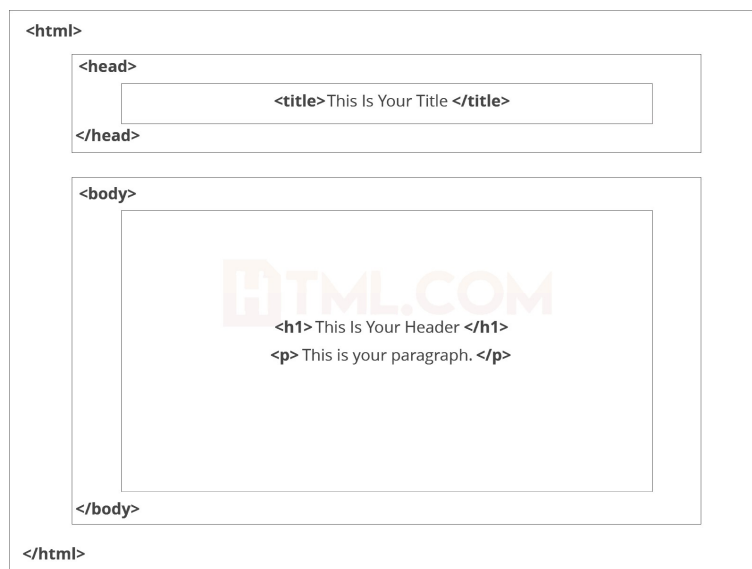 <html>
<head>
<title>This Is Your Title </title>
</head>
<body>
HTML.COM
<h1> This Is Your Header </h1>
<p> This is your paragraph. </p>
</body>
</html>